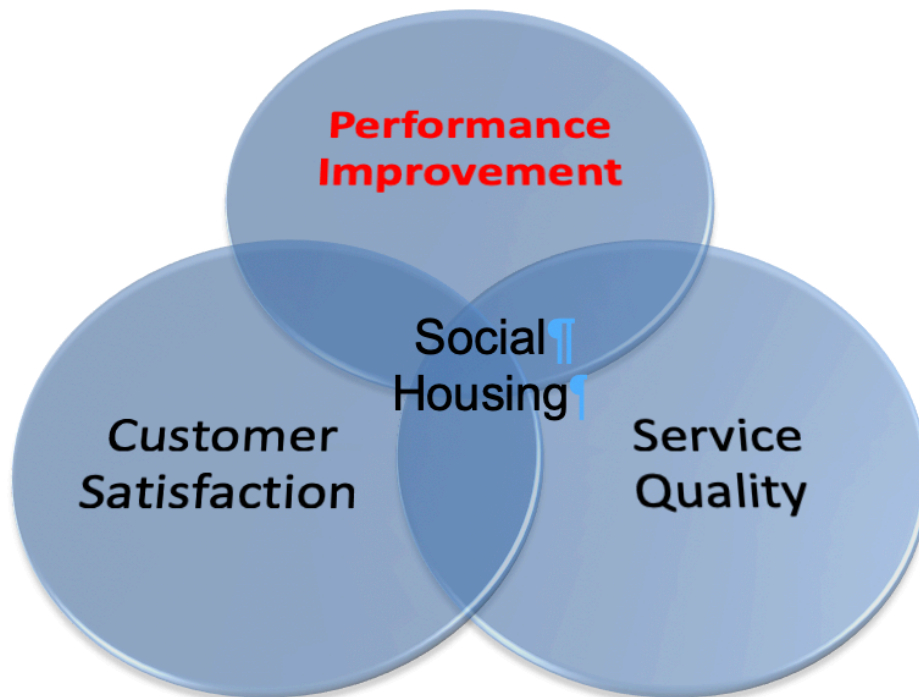 Performance
Improvement
Social¶
Housing¶
Customer
Satisfaction
Service
Quality